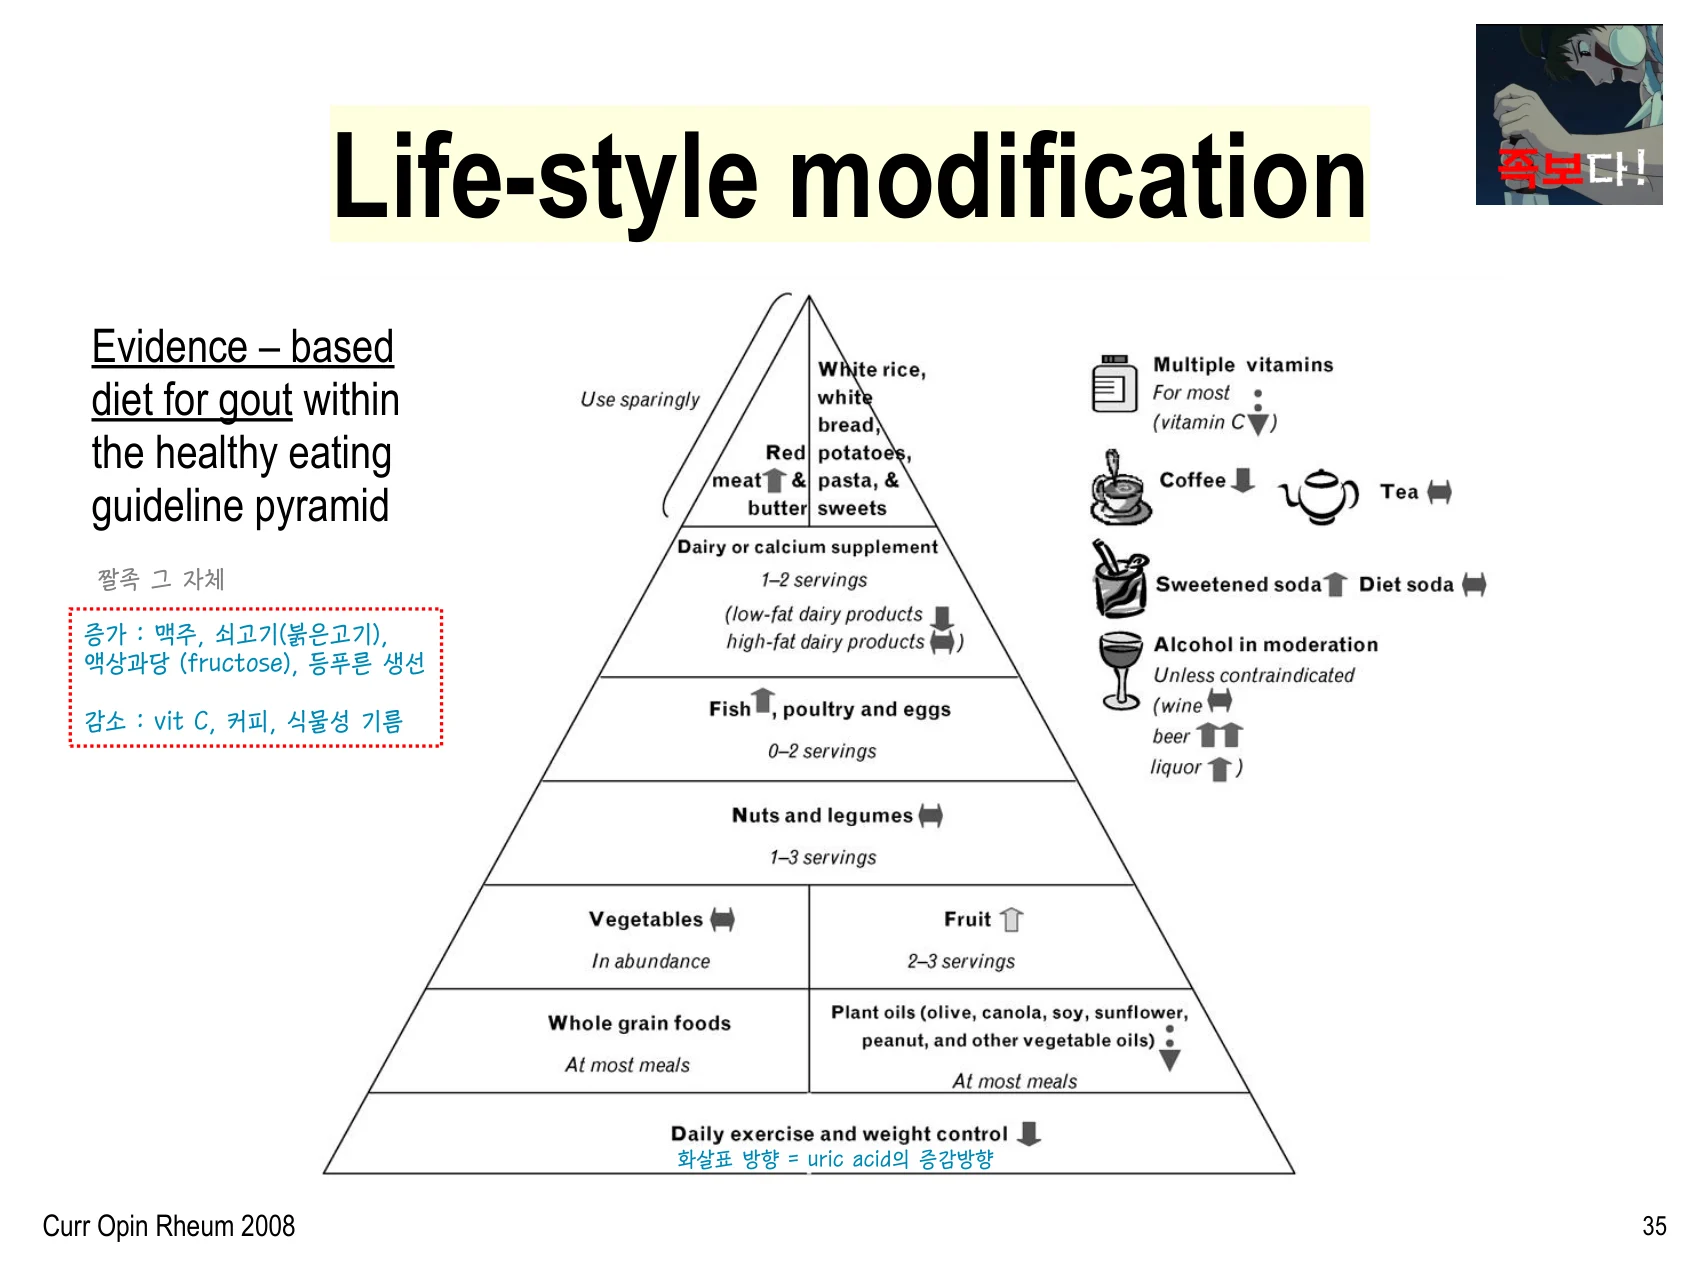 족보다!
Life-style modification
Evidence – based
diet for gout within
the healthy eating
guideline pyramid
짤족 그 자체
증가 : 맥주, 쇠고기(붉은고기),
액상과당 (fructose), 등푸른 생선
감소 : vit C, 커피, 식물성 기름
Use sparingly
Red
meat &
butter
White rice,
white
bread,
potatoes,
pasta, &
sweets
Dairy or calcium supplement
1–2 servings
(low-fat dairy products
high-fat dairy products )
Fish , poultry and eggs
0–2 servings
Nuts and legumes
1–3 servings
Vegetables
In abundance
Fruit
2–3 servings
Whole grain foods
At most meals
Plant oils (olive, canola, soy, sunflower,
peanut, and other vegetable oils)
At most meals
Daily exercise and weight control
화살표 방향 = uric acid의 증감방향
Multiple vitamins
For most
(vitamin C )
Coffee
Tea
Sweetened soda
Diet soda
Alcohol in moderation
Unless contraindicated
(wine
beer
liquor )
Curr Opin Rheum 2008
35